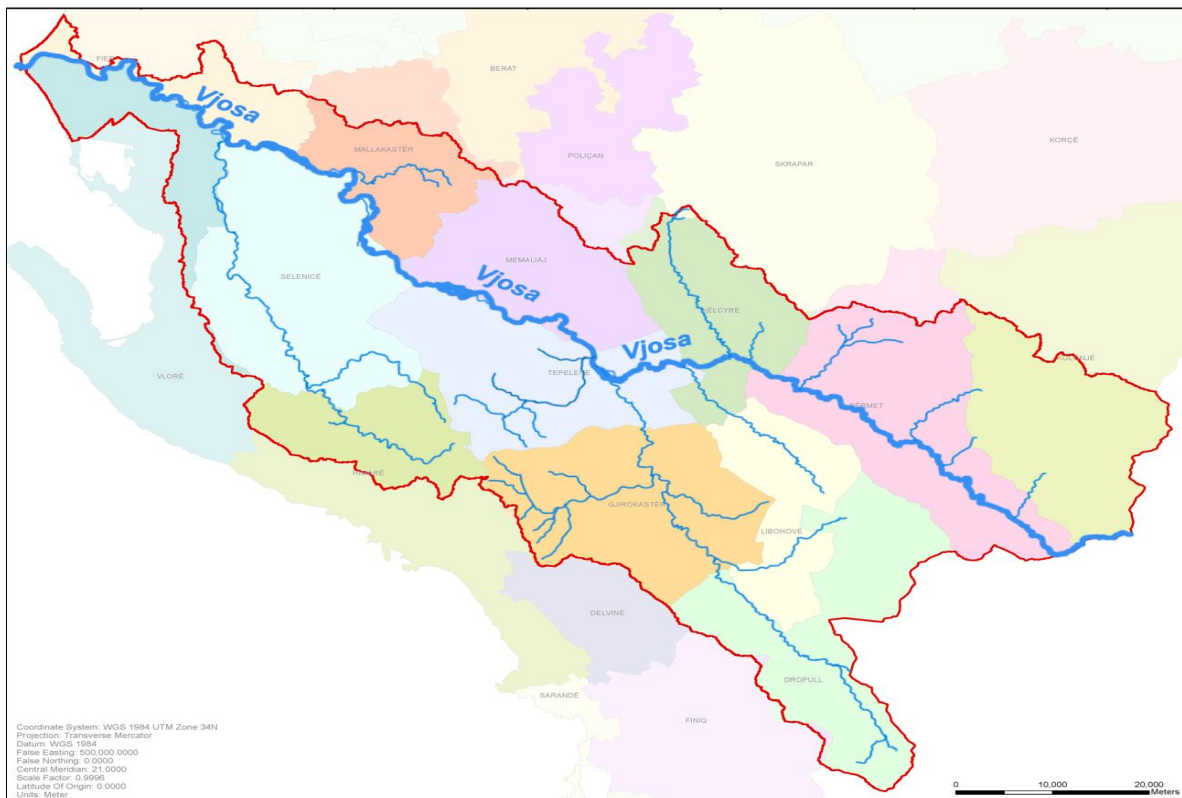 FIER
BERAT
Vjosa
KORÇË
MALLAKASTËR
POLIÇAN
SKRAPAR
MEMALIAJ
SELENICË
Vjosa
KËLCYRË
Vjosa
KOLONJË
TEPELENË
VLORË
PËRMET
HIMARË
GJIROKASTËR
LIBOHOVË
DELVINË
DROPULL
SARANDË
FINIQ
Coordinate System: WGS 1984 UTM Zone 34N
Projection: Transverse Mercator
Datum: WGS 1984
False Easting: 500,000.0000
False Northing: 0.0000
Central Meridian: 21.0000
Scale Factor: 0.9996
Latitude Of Origin: 0.0000
Units: Meter
0 10,000 20,000
Meters